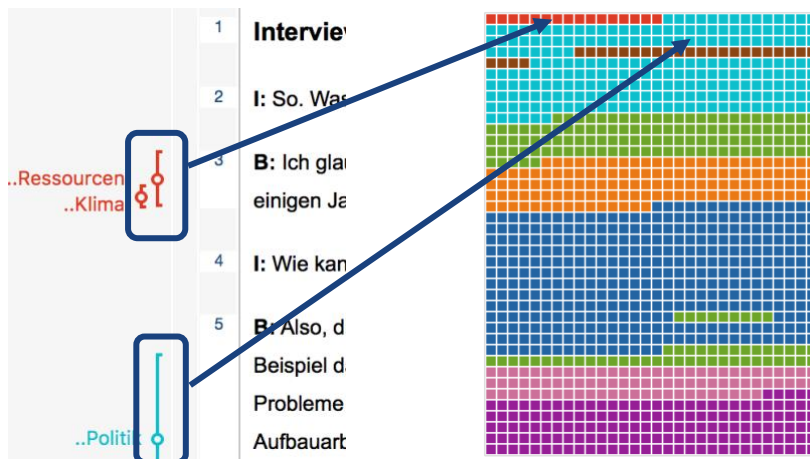 1 Intervie
2 I: So. Was
3 B: Ich glau
..Ressourcen
..Klima
einigen Ja
4 I: Wie kan
5 B: Also, d
Beispiel d
Probleme
..Politik
Aufbauarb